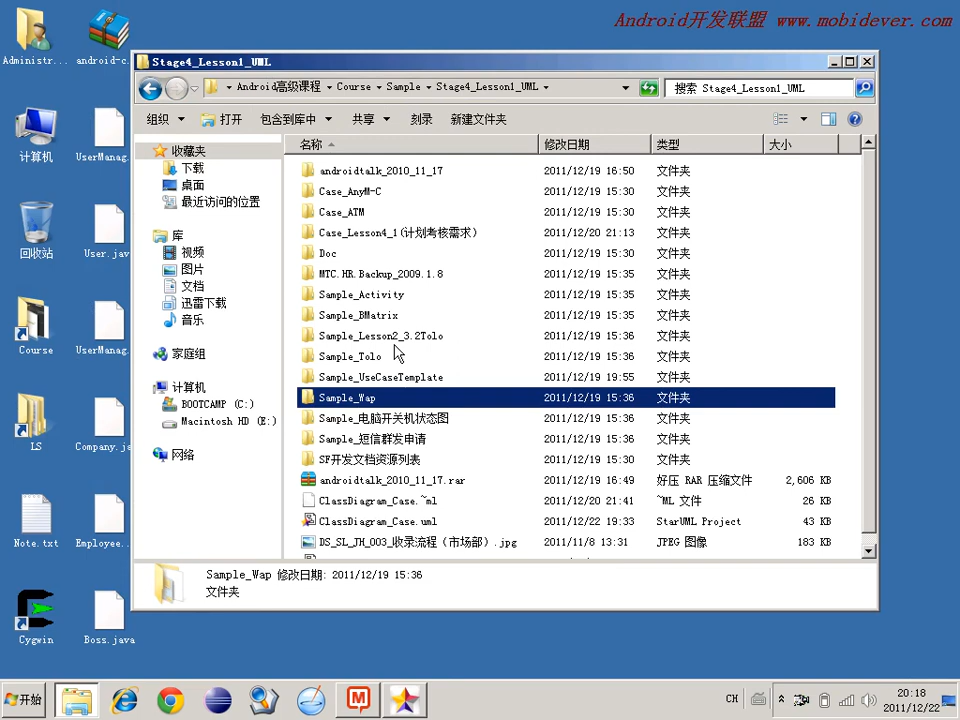 Android开发联盟 www.mobidever.com
Administr...
android-c.
计算机
UserManag.
回收站
User.jav
Course
UserManag.
LS
Company.ja
Note.txt
Employee..
Cygwin
Boss.java
Stage4_Lesson1_UML
Android高级课程 Course Sample Stage4_Lesson1_UML
搜索 Stage4_Lesson1_UML
组织 打开 包含到库中 共享 刻录 新建文件夹
收藏夹
下载
桌面
最近访问的位置
库
视频
图片
文档
迅雷下载
音乐
家庭组
计算机
BOOTCAMP (C:)
Macintosh HD (E:)
网络
名称 修改日期 类型 大小
androidtalk_2010_11_17 2011/12/19 16:50 文件夹
Case_AnyM-C 2011/12/19 15:30 文件夹
Case_ATM 2011/12/19 15:30 文件夹
Case_Lesson4_1(计划考核需求) 2011/12/20 21:13 文件夹
Doc 2011/12/19 15:30 文件夹
MTC.HR.Backup_2009.1.8 2011/12/19 15:35 文件夹
Sample_Activity 2011/12/19 15:35 文件夹
Sample_BMatrix 2011/12/19 15:35 文件夹
Sample_Lesson2_3.2Tolo 2011/12/19 15:36 文件夹
Sample_Tolo 2011/12/19 15:36 文件夹
Sample_UseCaseTemplate 2011/12/19 19:55 文件夹
Sample_Wap 2011/12/19 15:36 文件夹
Sample_电脑开关机状态图 2011/12/19 15:36 文件夹
Sample_短信群发申请 2011/12/19 15:36 文件夹
SF开发文档资源列表 2011/12/19 15:30 文件夹
androidtalk_2010_11_17.rar 2011/12/19 16:49 好压 RAR 压缩文件 2,606 KB
ClassDiagram_Case.~ml 2011/12/20 21:41 ~ML 文件 26 KB
ClassDiagram_Case.uml 2011/12/22 19:33 StarUML Project 43 KB
DS_SL_JH_003_收录流程（市场部）.jpg 2011/11/8 13:31 JPEG 图像 183 KB
Sample_Wap 修改日期: 2011/12/19 15:36
文件夹
开始
CH
20:18
2011/12/22